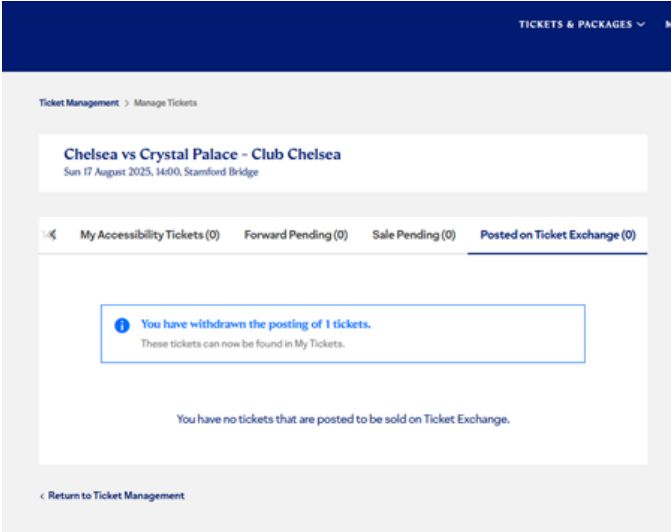 TICKETS & PACKAGES
Ticket Management > Manage Tickets
Chelsea vs Crystal Palace - Club Chelsea
Sun 17 August 2025, 14:00, Stamford Bridge
My Accessibility Tickets (0) Forward Pending (0) Sale Pending (0) Posted on Ticket Exchange (0)
You have withdrawn the posting of 1 tickets.
These tickets can now be found in My Tickets.
You have no tickets that are posted to be sold on Ticket Exchange.
< Return to Ticket Management